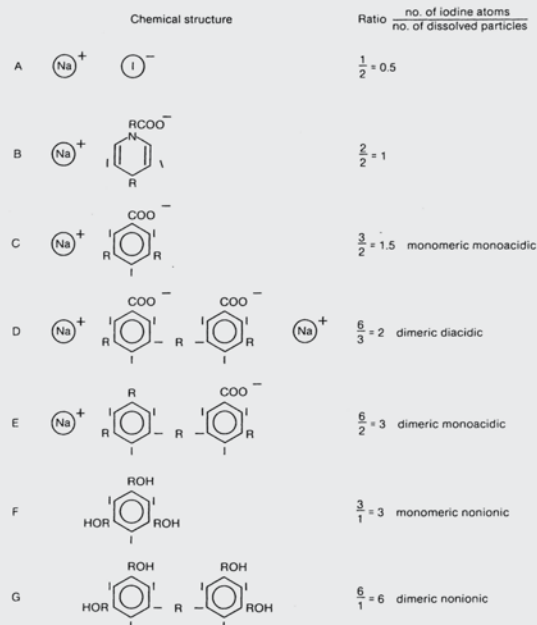 Chemical structure
Ratio no. of iodine atoms
no. of dissolved particles
A Na + I − 1/2 = 0.5
RCOO −
N
B Na + I \ 2/2 = 1
R
COO −
I I
C Na + R R 3/2 = 1.5 monomeric monoacidic
I
COO − COO −
I I I I
D Na + R – R – R Na + 6/3 = 2 dimeric diacidic
I I
R COO −
I I I I
E Na + R – R – R 6/2 = 3 dimeric monoacidic
I I
ROH
I I
F HOR ROH 3/1 = 3 monomeric nonionic
I
ROH ROH
I I I I
G HOR – R – ROH 6/1 = 6 dimeric nonionic
I I